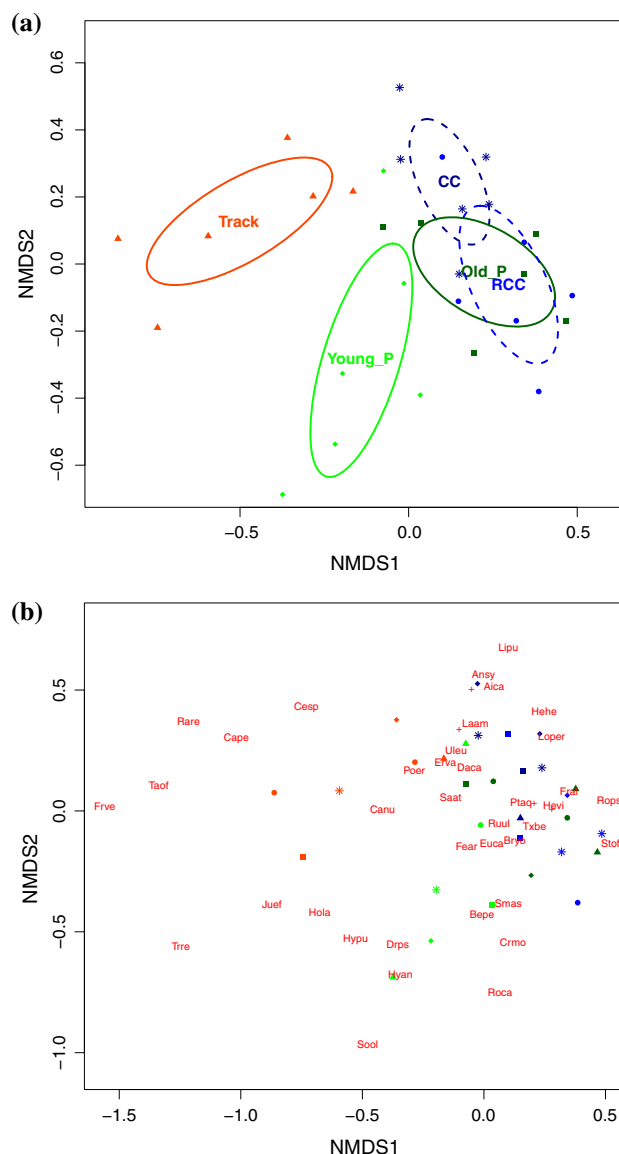 (a)
0.6
0.4
0.2
0.0
−0.2
−0.4
−0.6
NMDS2
CC
Track
Old_P
RCC
Young_P
−0.5 0.0 0.5
NMDS1
(b)
0.5
0.0
−0.5
−1.0
NMDS2
Lipu
Ansy
Aica
Cesp
Hehe
Rare
Laam
Cape
Loper
Uleu
Erva
Poer
Daca
Taof
Saat
Frve
Canu
Ptaq
Hevi
Rops
Ruul
Txbe
Fear
Euca
Bryo
Stof
Juef
Hola
Smas
Bepe
Hypu
Drps
Crmo
Trre
Hyan
Roca
Sool
−1.5 −1.0 −0.5 0.0 0.5
NMDS1